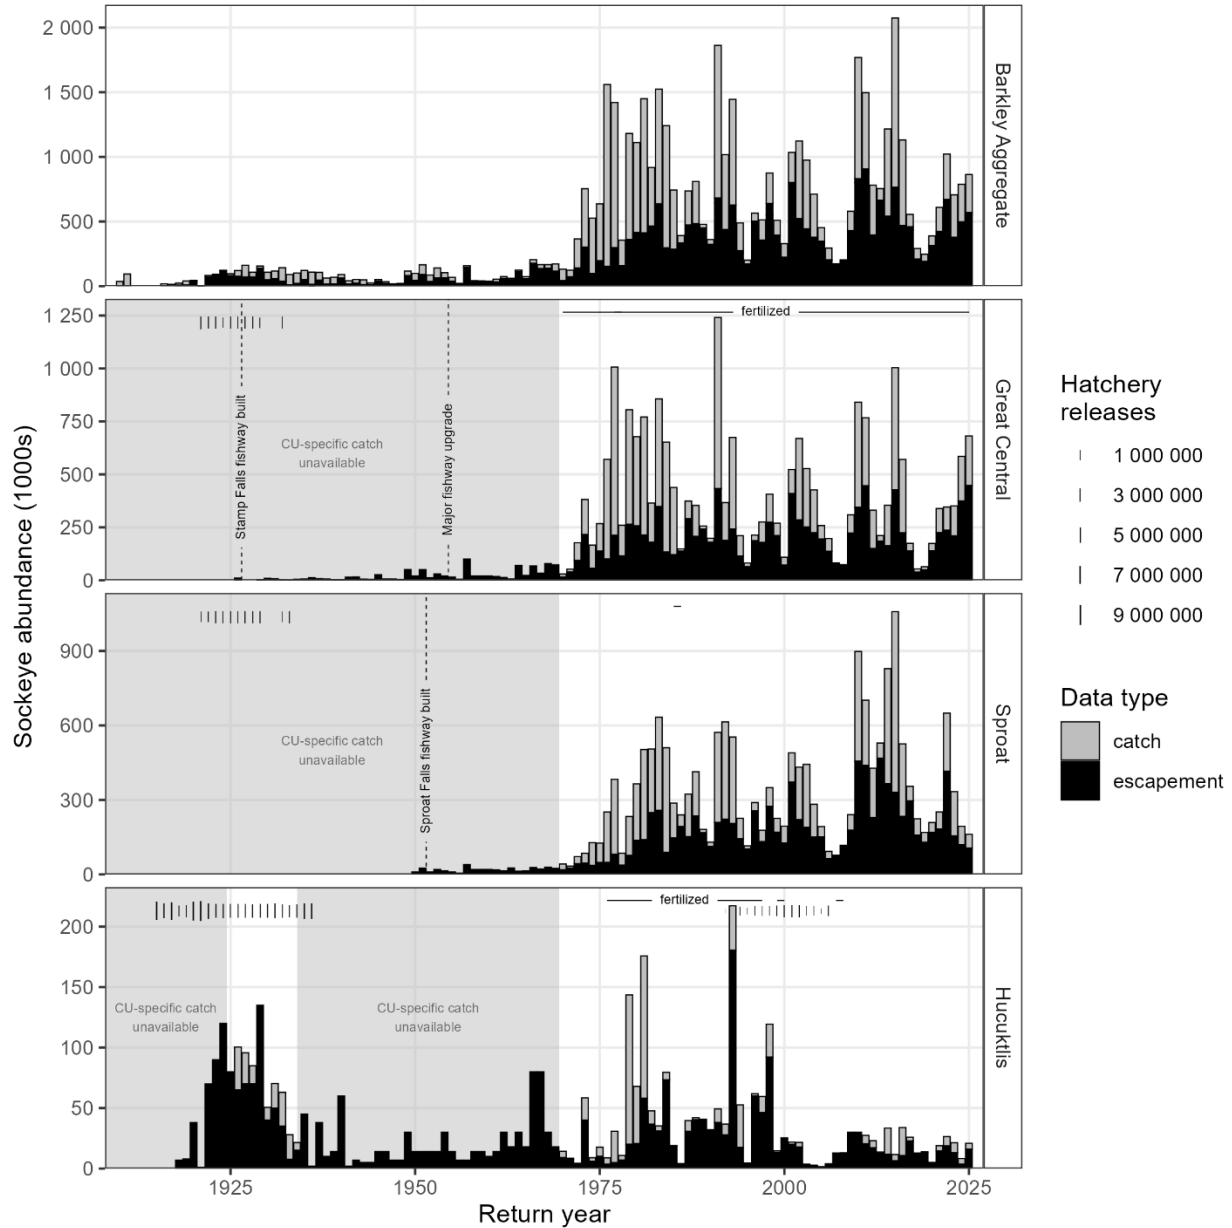 2 000
1 500
1 000
500
0
Barkley Aggregate
1 250
1 000
750
500
250
0
fertilized
Stamp Falls fishway built
CU-specific catch
unavailable
Major fishway upgrade
Great Central
900
600
300
0
CU-specific catch
unavailable
Sproat Falls fishway built
Sproat
200
150
100
50
0
fertilized
CU-specific catch
unavailable
CU-specific catch
unavailable
Hucuktlis
1925
1950
1975
2000
2025
Return year
Sockeye abundance (1000s)
Hatchery
releases
1 000 000
3 000 000
5 000 000
7 000 000
9 000 000
Data type
catch
escapement